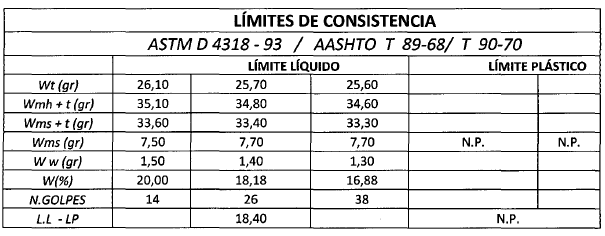 LÍMITES DE CONSISTENCIA
ASTM D 4318 - 93 / AASHTO T 89-68/ T 90-70
LÍMITE LÍQUIDO LÍMITE PLÁSTICO
Wt (gr) 26,10 25,70 25,60
Wmh + t (gr) 35,10 34,80 34,60
Wms + t (gr) 33,60 33,40 33,30
Wms (gr) 7,50 7,70 7,70 N.P. N.P.
W w (gr) 1,50 1,40 1,30
W(%) 20,00 18,18 16,88
N.GOLPES 14 26 38
L.L - LP 18,40 N.P.